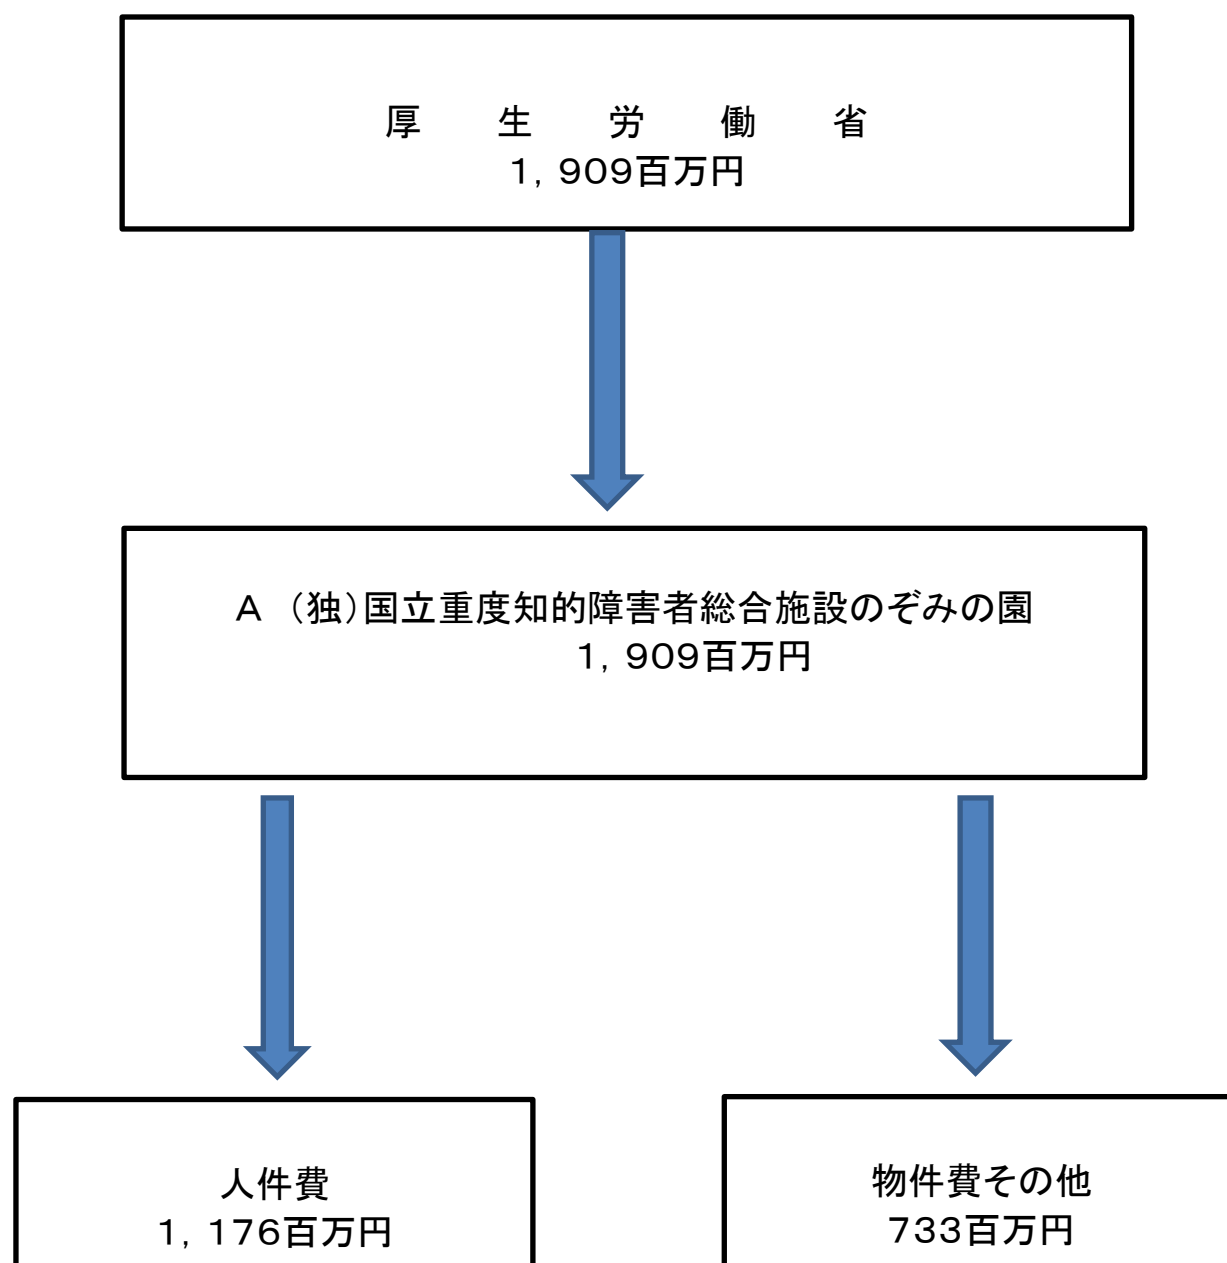 厚　生　労　働　省
１，９０９百万円
Ａ　（独）国立重度知的障害者総合施設のぞみの園
１，９０９百万円
人件費
１，１７６百万円
物件費その他
７３３百万円